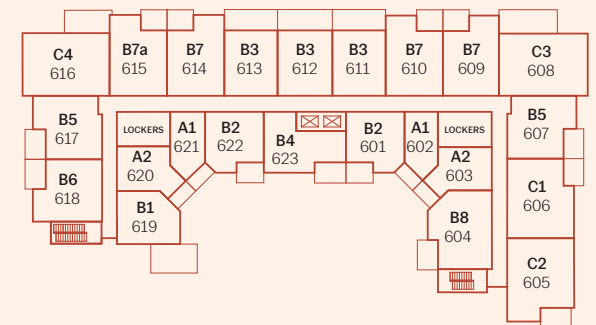 C4
616
B7a
615
B7
614
B3
613
B3
612
B3
611
B7
610
B7
609
C3
608
B5
617
LOCKERS
A1
621
B2
622
B4
623
B2
601
A1
602
LOCKERS
B5
607
A2
620
A2
603
B6
618
C1
606
B1
619
B8
604
C2
605